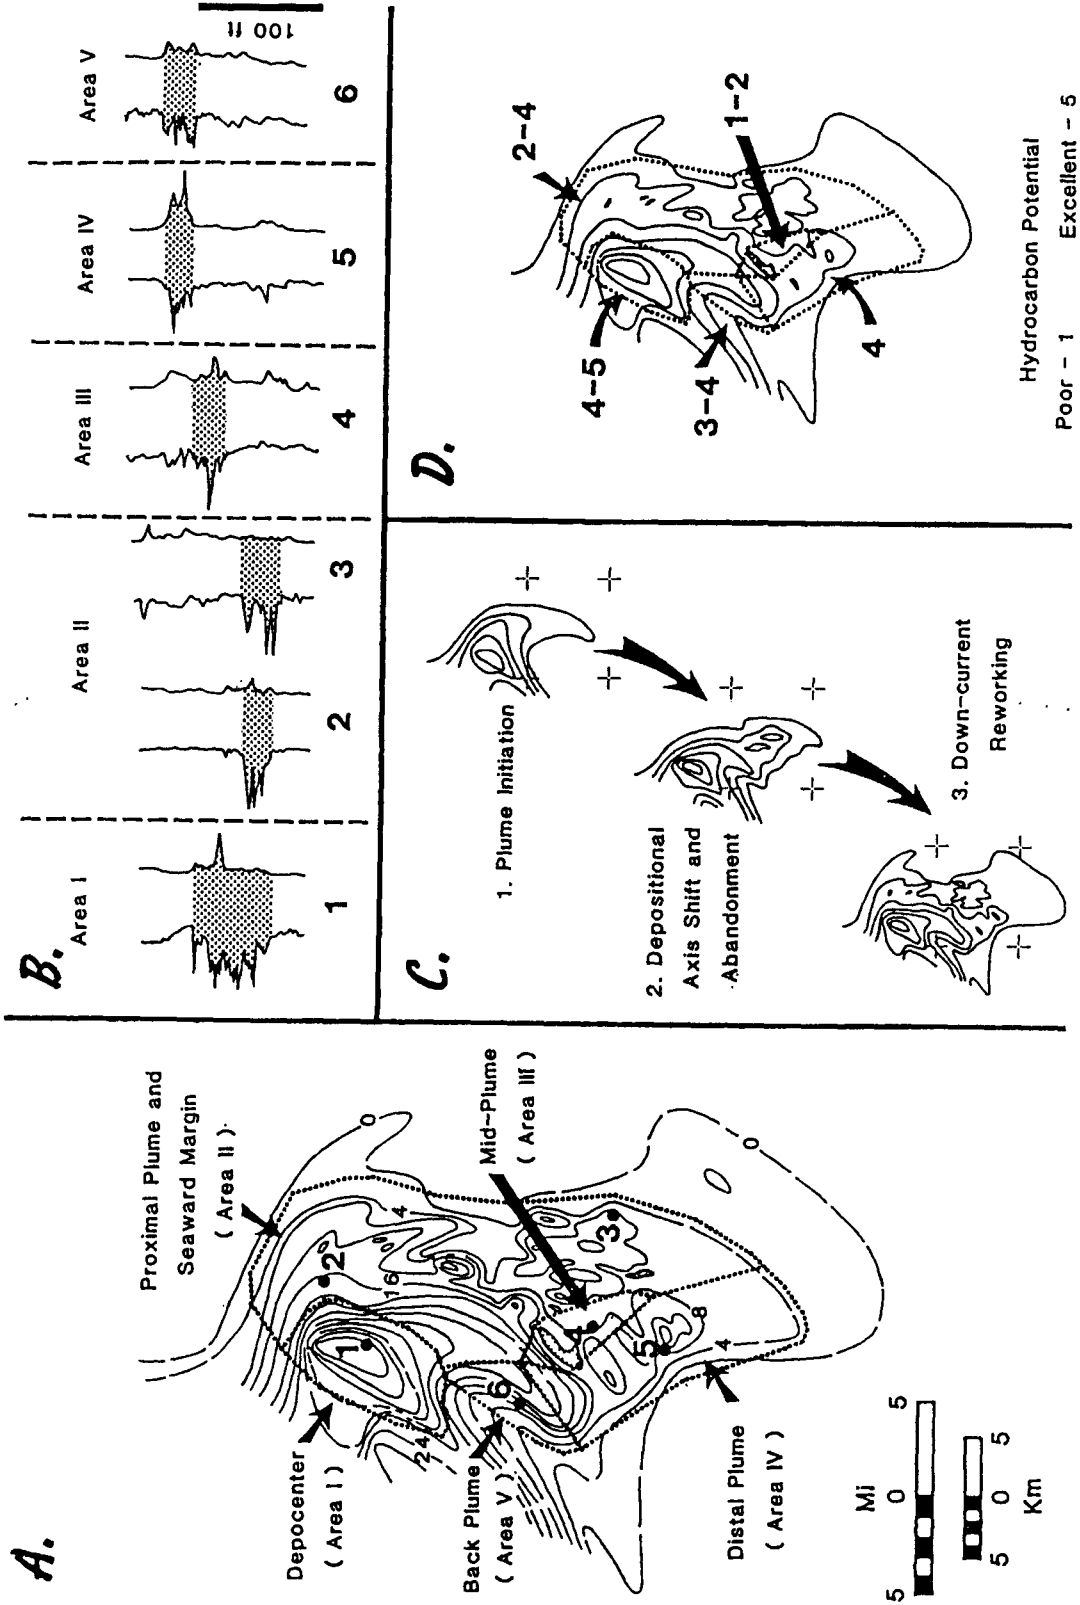 A.
Proximal Plume and
Seaward Margin
( Area II )
Depocenter
( Area I )
Mid-Plume
( Area III )
Back Plume
( Area V )
Distal Plume
( Area IV )
0
4
2
16
1
3
4
6
5
8
4
24
0
Mi
5 0 5
5 0 5
Km
B.
Area I
Area II
Area III
Area IV
Area V
1
2
3
4
5
6
100 ft
C.
1. Plume Initiation
2. Depositional
Axis Shift and
Abandonment
3. Down-current
Reworking
D.
2-4
4-5
1-2
3-4
4
Hydrocarbon Potential
Poor - 1 Excellent - 5